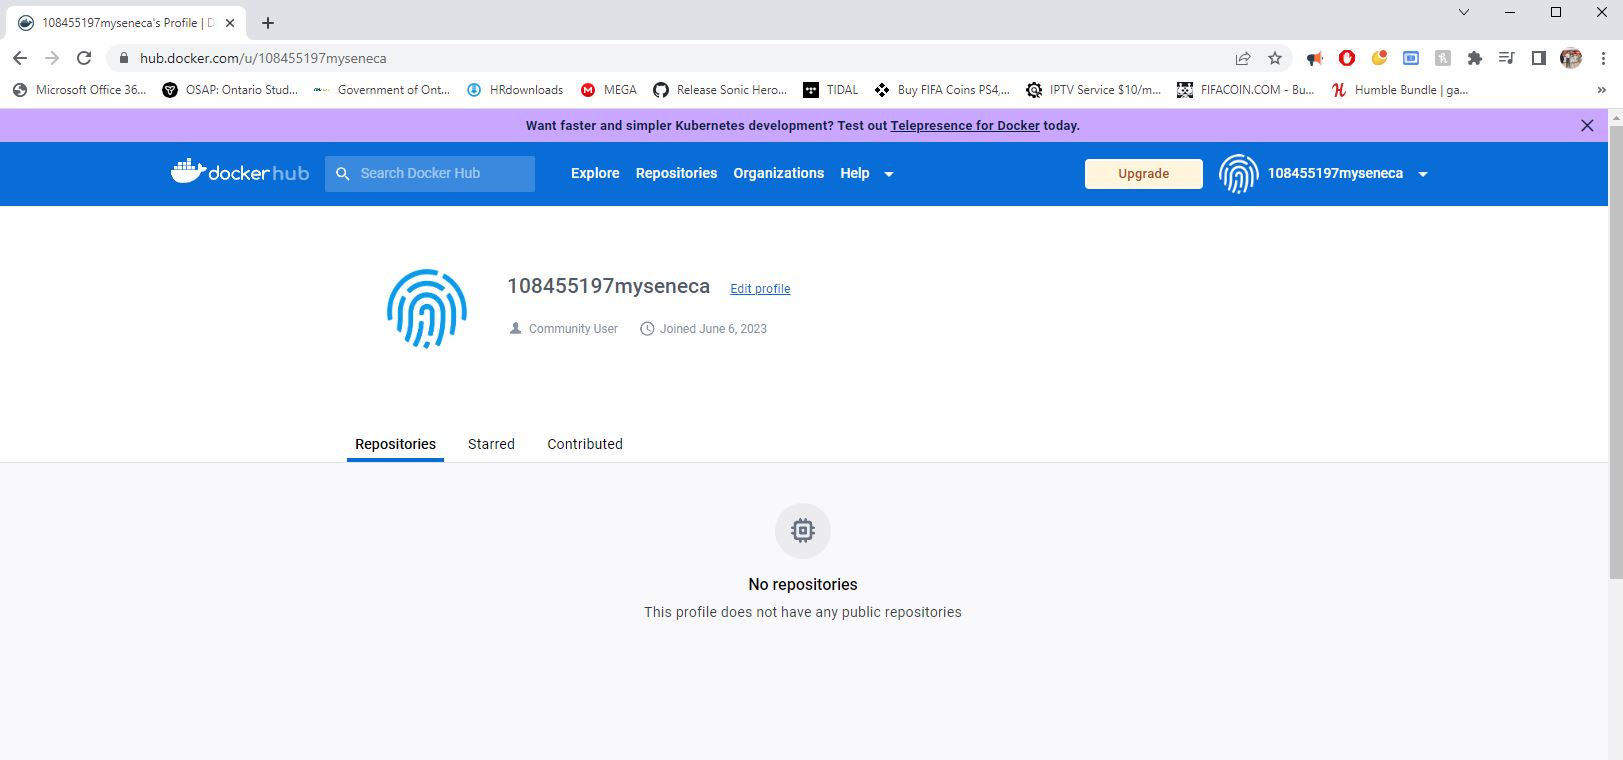 108455197myseneca's Profile | D
hub.docker.com/u/108455197myseneca
Microsoft Office 36... OSAP: Ontario Stud... Government of Ont... HRdownloads MEGA Release Sonic Hero... TIDAL Buy FIFA Coins PS4,... IPTV Service $10/m... FIFACOIN.COM - Bu... Humble Bundle | ga... »
Want faster and simpler Kubernetes development? Test out Telepresence for Docker today.
docker hub Search Docker Hub Explore Repositories Organizations Help Upgrade 108455197myseneca
108455197myseneca Edit profile
Community User Joined June 6, 2023
Repositories Starred Contributed
No repositories
This profile does not have any public repositories